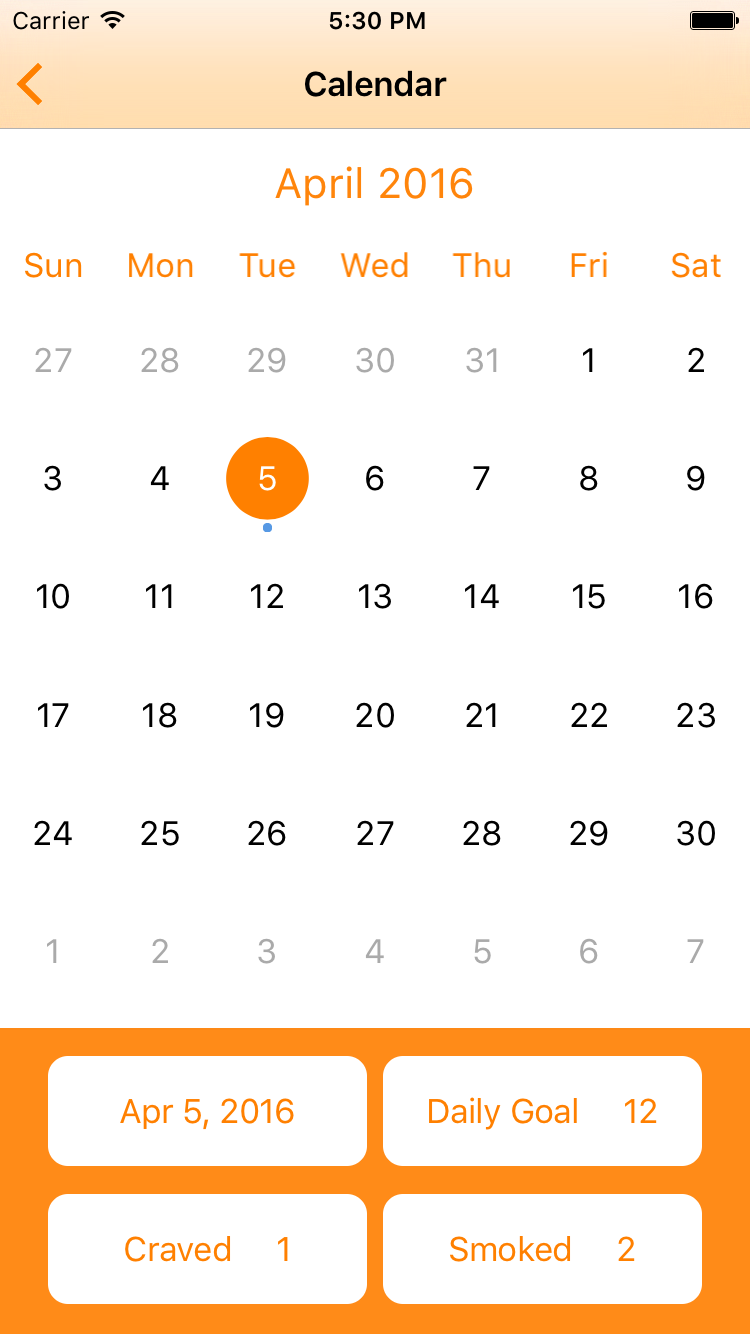 Carrier 5:30 PM
Calendar
April 2016
Sun Mon Tue Wed Thu Fri Sat
27 28 29 30 31 1 2
3 4 5 6 7 8 9
10 11 12 13 14 15 16
17 18 19 20 21 22 23
24 25 26 27 28 29 30
1 2 3 4 5 6 7
Apr 5, 2016 Daily Goal 12
Craved 1 Smoked 2